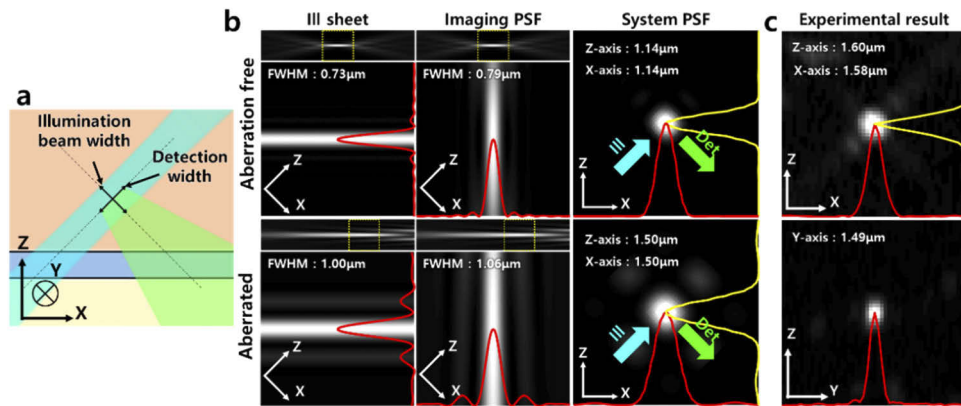 a
Illumination
beam width
Detection
width
Z
Y
X
b
Ill sheet
Imaging PSF
System PSF
Aberration free
FWHM : 0.73μm
Z
X
FWHM : 0.79μm
Z
X
Z-axis : 1.14μm
X-axis : 1.14μm
Ill
Det
Z
X
Aberrated
FWHM : 1.00μm
Z
X
FWHM : 1.06μm
Z
X
Z-axis : 1.50μm
X-axis : 1.50μm
Ill
Det
Z
X
c
Experimental result
Z-axis : 1.60μm
X-axis : 1.58μm
Z
X
Y-axis : 1.49μm
Z
Y